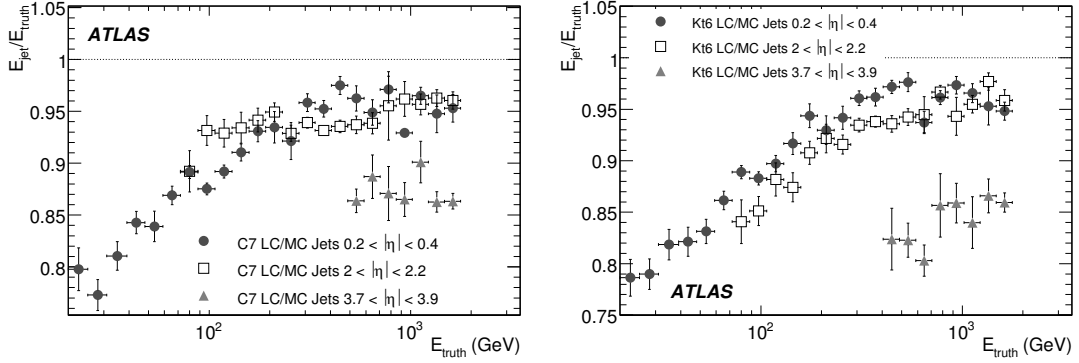 E_jet/E_truth
1.05
1
0.95
0.9
0.85
0.8
ATLAS
C7 LC/MC Jets 0.2 < |η| < 0.4
C7 LC/MC Jets 2 < |η| < 2.2
C7 LC/MC Jets 3.7 < |η| < 3.9
10^2
10^3
E_truth (GeV)
E_jet/E_truth
1.05
1
0.95
0.9
0.85
0.8
0.75
Kt6 LC/MC Jets 0.2 < |η| < 0.4
Kt6 LC/MC Jets 2 < |η| < 2.2
Kt6 LC/MC Jets 3.7 < |η| < 3.9
ATLAS
10^2
10^3
E_truth (GeV)